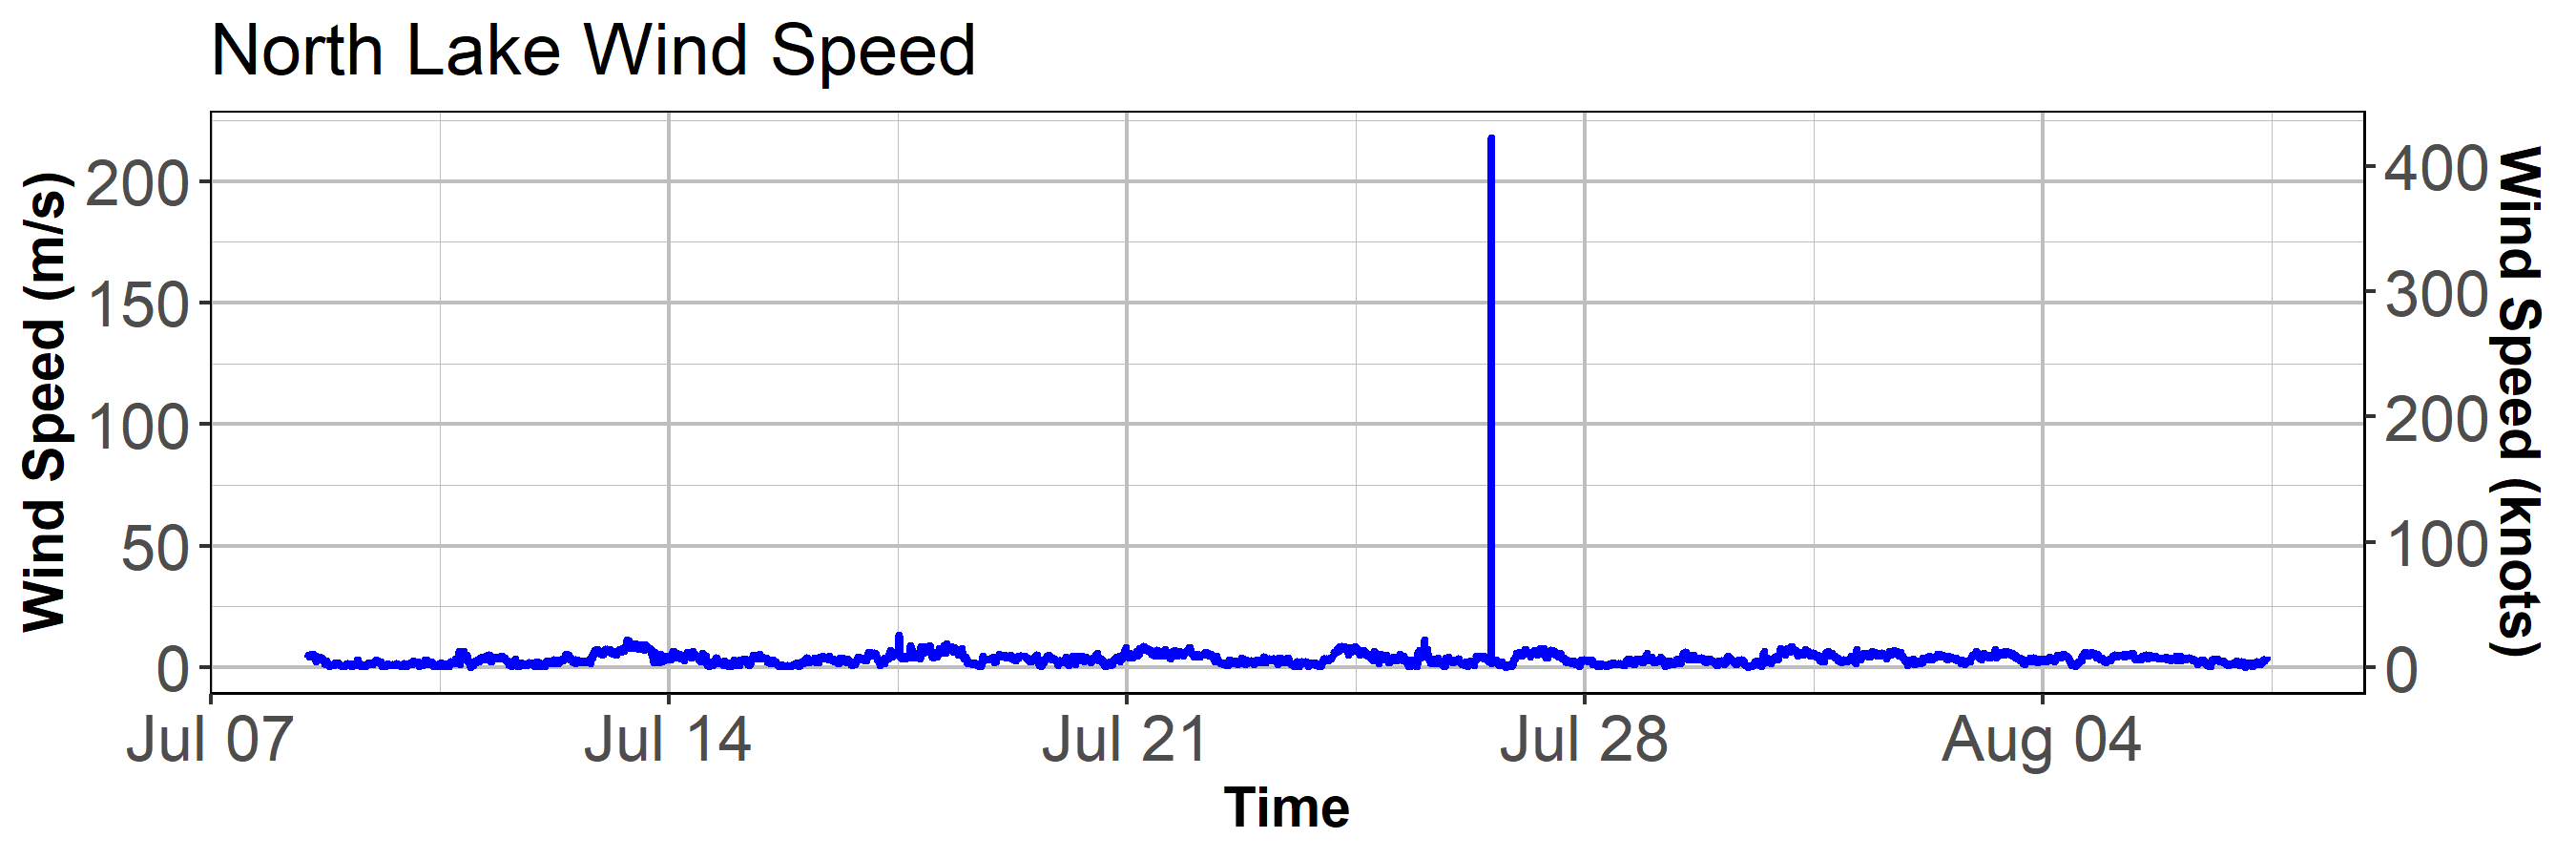 North Lake Wind Speed
Wind Speed (m/s)
200
150
100
50
0
400
300
200
100
0
Wind Speed (knots)
Jul 07 Jul 14 Jul 21 Jul 28 Aug 04
Time